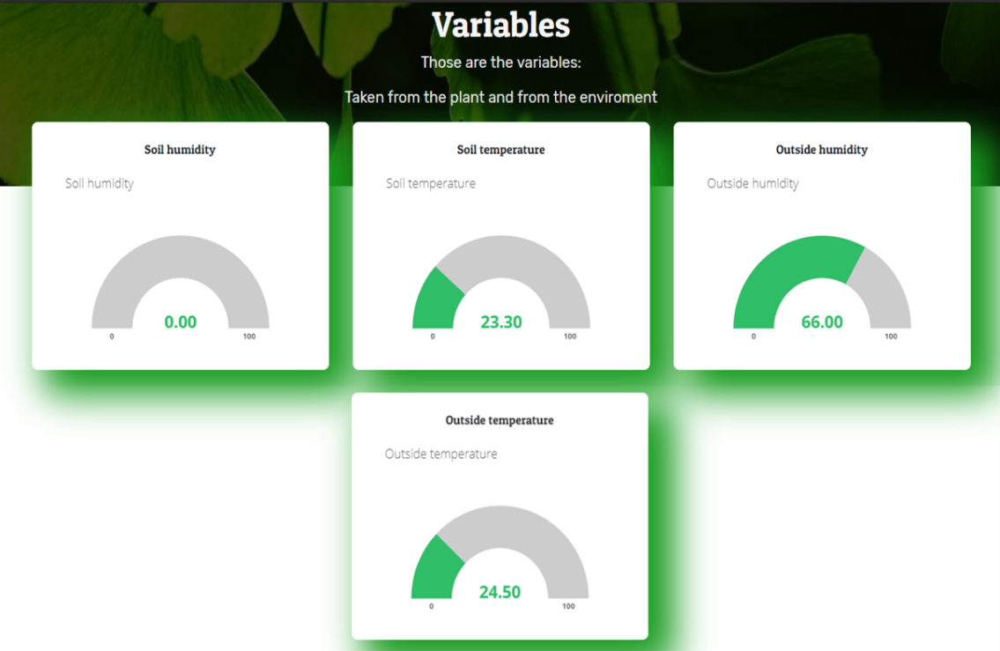 Variables
Those are the variables:
Taken from the plant and from the enviroment
Soil humidity
Soil humidity
0.00
0 100
Soil temperature
Soil temperature
23.30
0 100
Outside humidity
Outside humidity
66.00
0 100
Outside temperature
Outside temperature
24.50
0 100